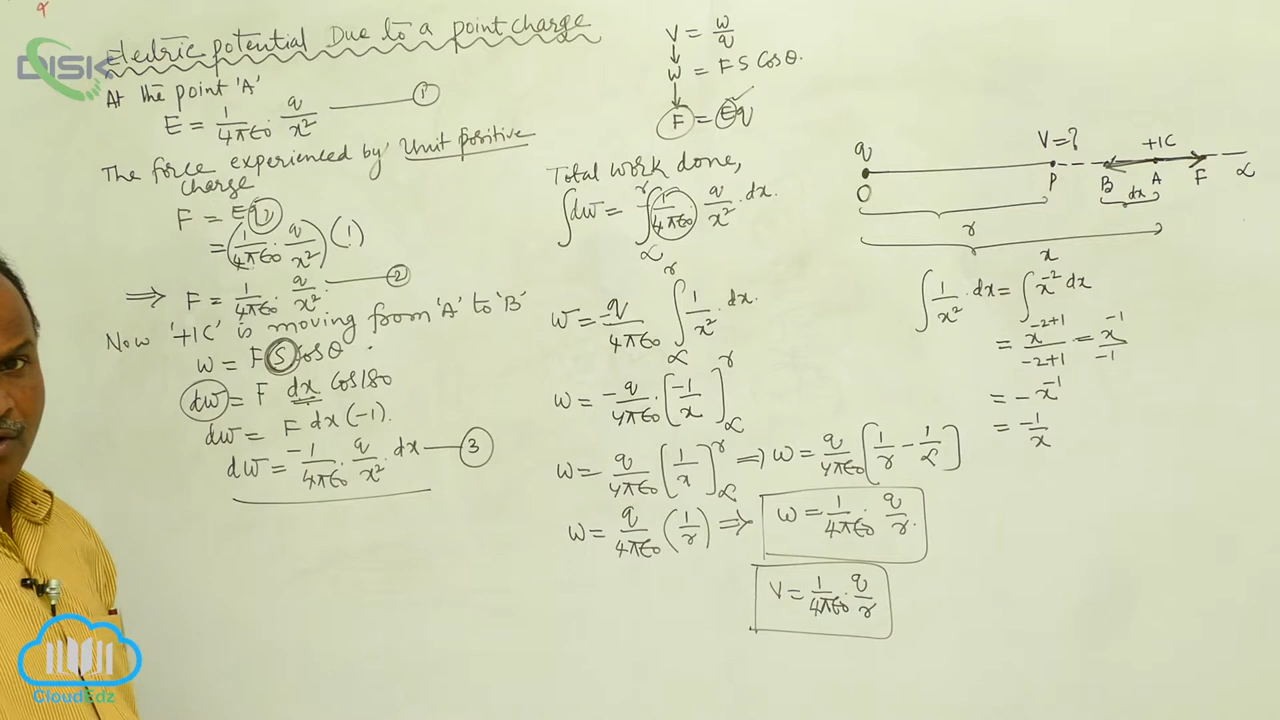 q
DISK
Electric potential Due to a point charge
At the point 'A'
E = 1/4πϵ0 · q/x² —— ①
The force experienced by Unit positive
charge
F = Eq
= (1/4πϵ0 · q/x²) (1)
⟹ F = 1/4πϵ0 · q/x² —— ②
Now '+1C' is moving from 'A' to 'B'
W = F S Cos θ
dw = F dx Cos 180
dw = F dx (-1).
dw = -1/4πϵ0 · q/x² · dx —— ③
V = w/q
↓
W = F S Cos θ.
↓
F = Eq
Total work done,
∫dw = ∫_∝^r 1/4πϵ0 · q/x² · dx.
W = q/4πϵ0 ∫_∝^r 1/x² · dx.
W = -q/4πϵ0 · [-1/x]_∝^r
W = q/4πϵ0 [1/x]_∝^r ⟹ W = q/4πϵ0 [1/r - 1/∝]
W = q/4πϵ0 (1/r) ⟹ W = 1/4πϵ0 · q/r.
V = 1/4πϵ0 · q/r
q V=? +1C
O P B A F ∝
dx
r
x
∫ 1/x² · dx = ∫ x⁻² dx
= x⁻²⁺¹/-2+1 = x⁻¹/-1
= -x⁻¹
= -1/x
CloudEdz